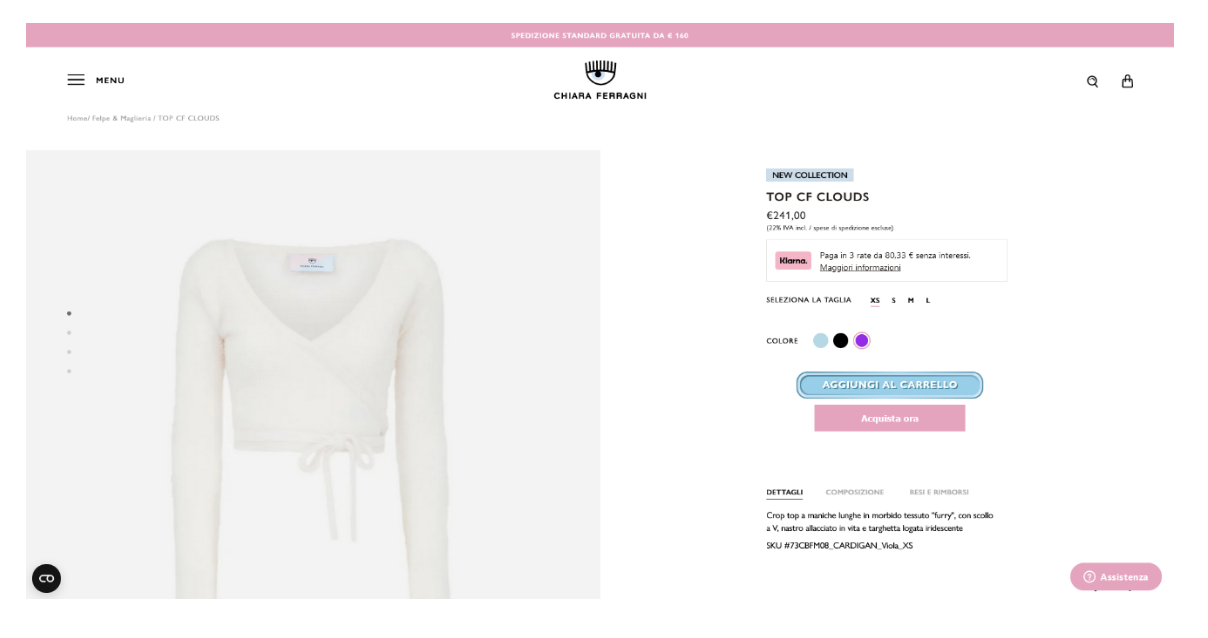 SPEDIZIONE STANDARD GRATUITA DA € 160
MENU
CHIARA FERRAGNI
Home/ Felpe & Maglieria / TOP CF CLOUDS
NEW COLLECTION
TOP CF CLOUDS
€241,00
(22% IVA incl. / spese di spedizione escluse)
Klarna.
Paga in 3 rate da 80,33 € senza interessi.
Maggiori informazioni
SELEZIONA LA TAGLIA XS S M L
COLORE
AGGIUNGI AL CARRELLO
Acquista ora
DETTAGLI COMPOSIZIONE RESI E RIMBORSI
Crop top a maniche lunghe in morbido tessuto "furry", con scollo
a V, nastro allacciato in vita e targhetta logata iridescente
SKU #73CBFM08_CARDIGAN_Viola_XS
Assistenza